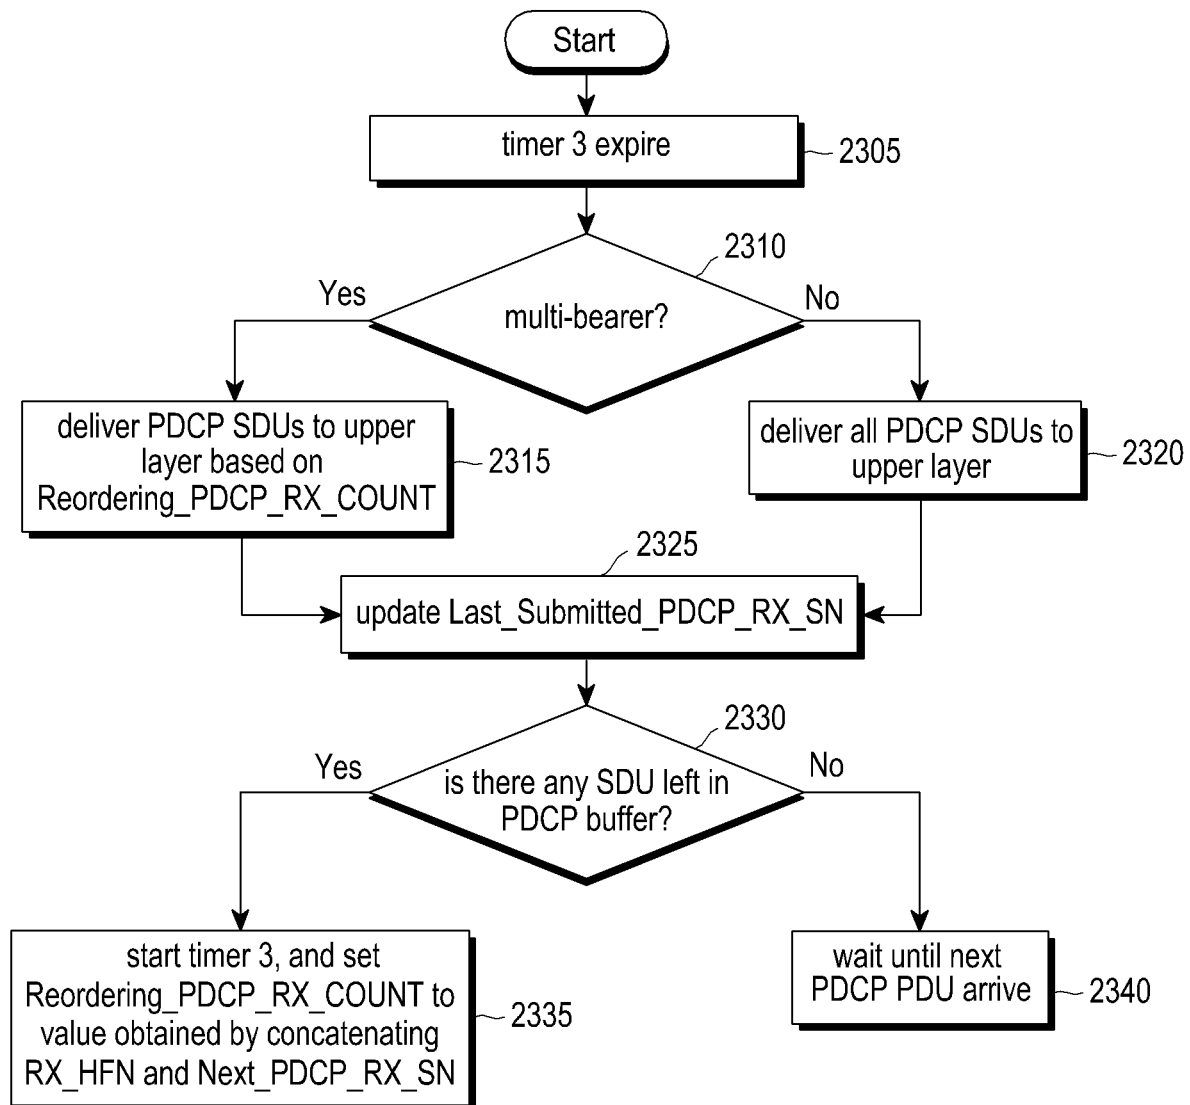 Start
timer 3 expire
2305
2310
Yes
No
multi-bearer?
deliver PDCP SDUs to upper
layer based on
Reordering_PDCP_RX_COUNT
2315
deliver all PDCP SDUs to
upper layer
2320
2325
update Last_Submitted_PDCP_RX_SN
2330
Yes
No
is there any SDU left in
PDCP buffer?
start timer 3, and set
Reordering_PDCP_RX_COUNT to
value obtained by concatenating
RX_HFN and Next_PDCP_RX_SN
2335
wait until next
PDCP PDU arrive
2340